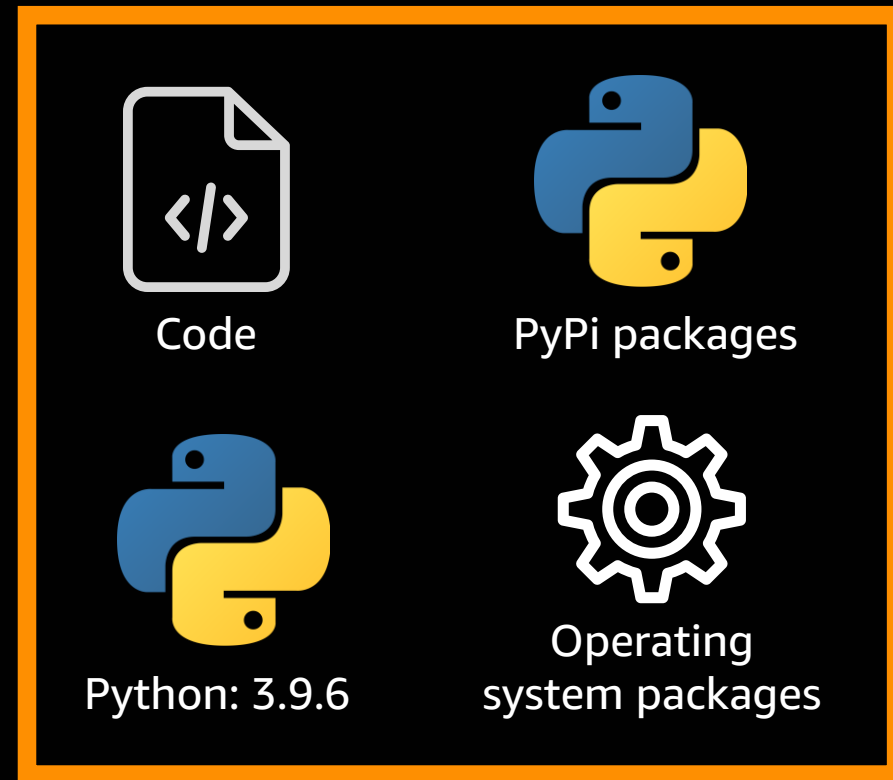 </>
Code
PyPi packages
Python: 3.9.6
Operating
system packages